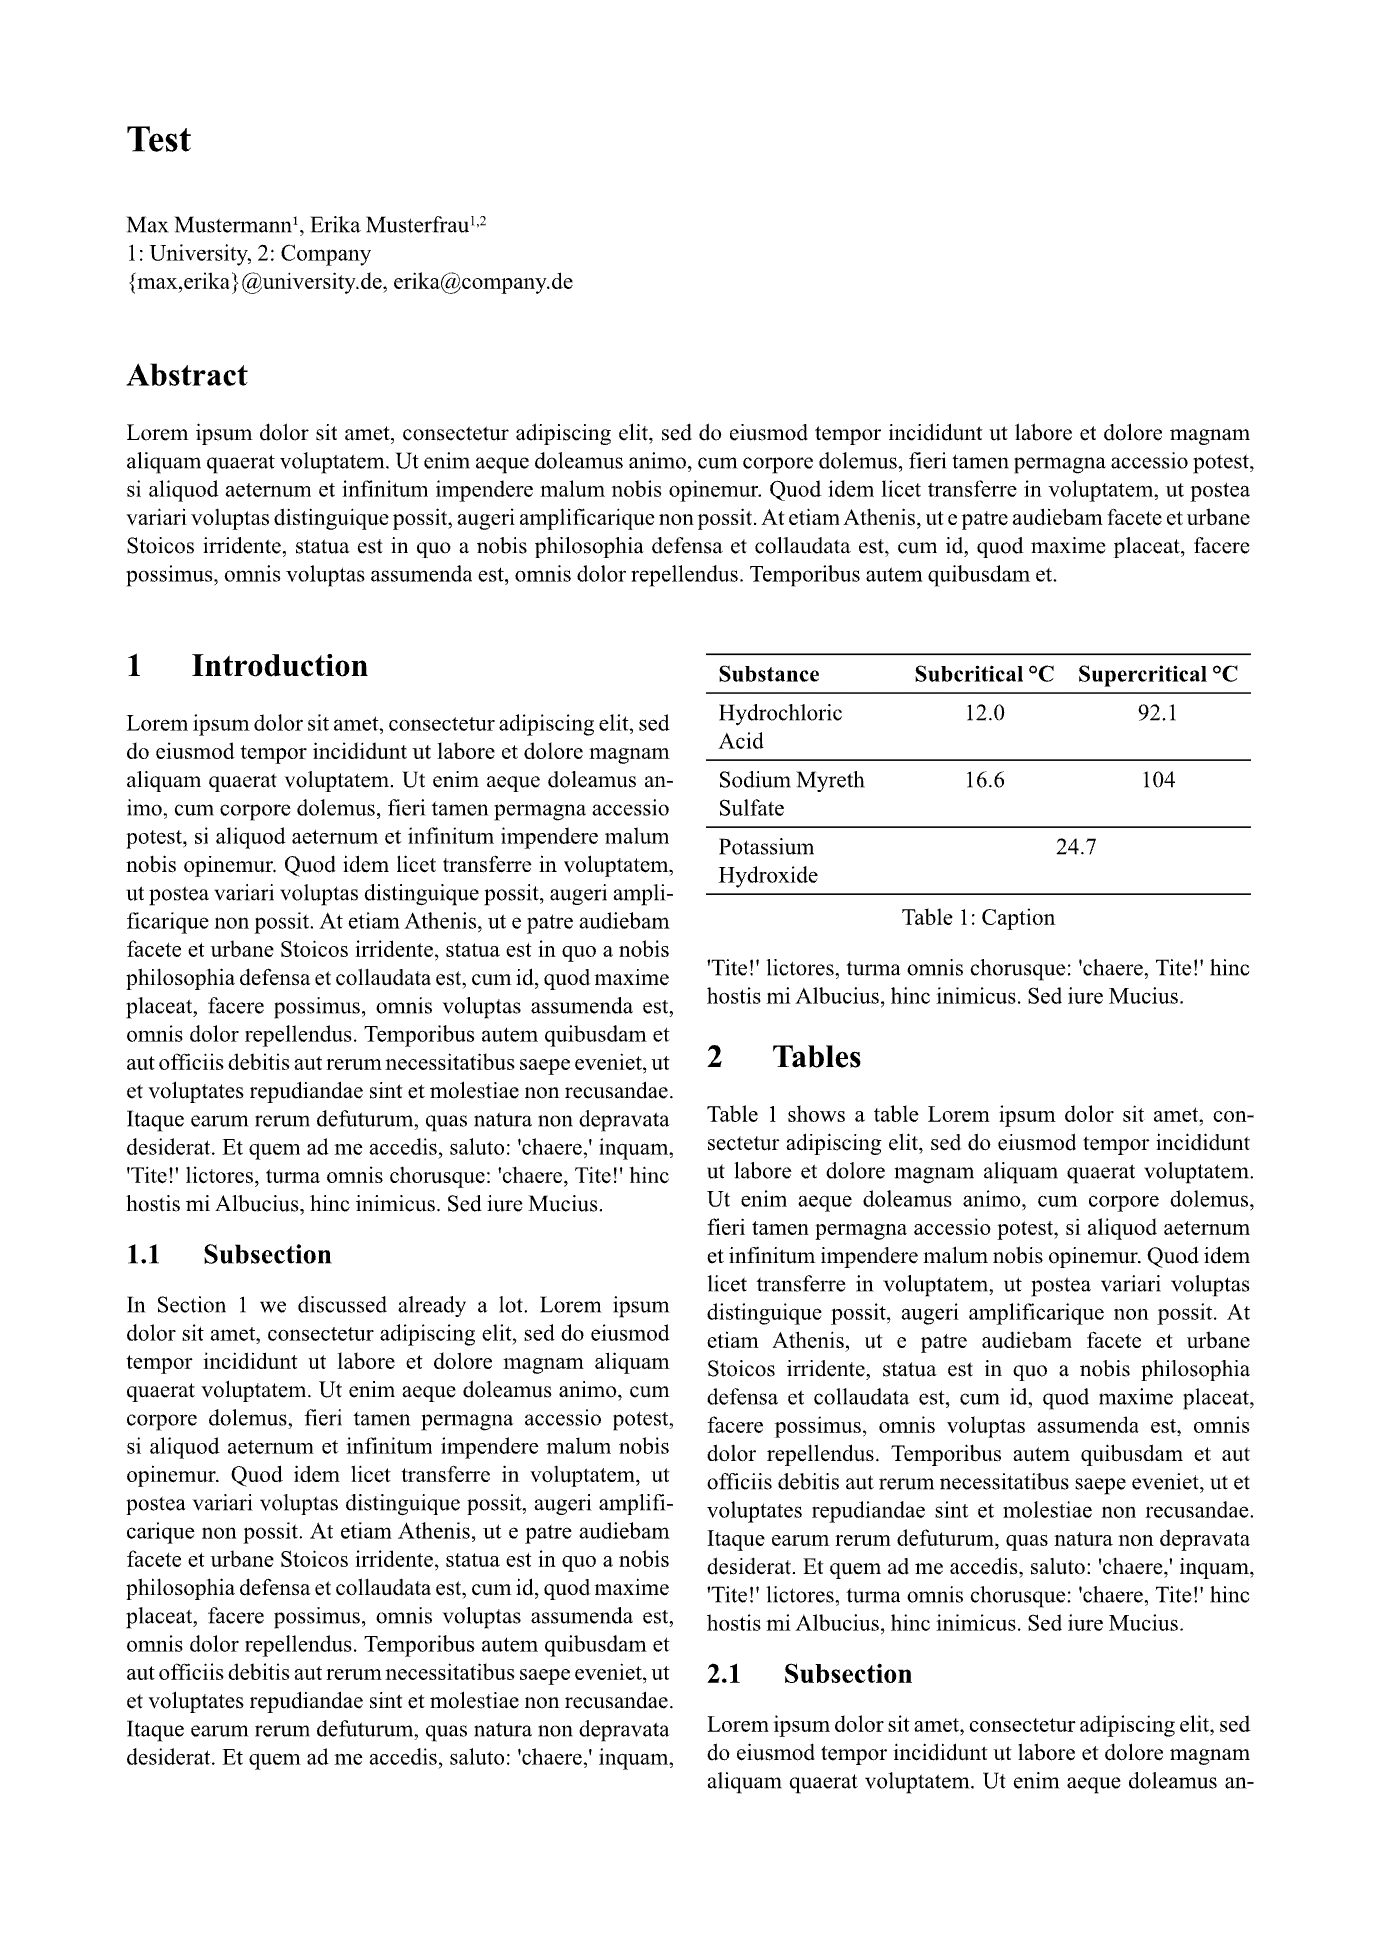 Test
Max Mustermann¹, Erika Musterfrau¹,²
1: University, 2: Company
{max,erika}@university.de, erika@company.de
Abstract
Lorem ipsum dolor sit amet, consectetur adipiscing elit, sed do eiusmod tempor incididunt ut labore et dolore magnam
aliquam quaerat voluptatem. Ut enim aeque doleamus animo, cum corpore dolemus, fieri tamen permagna accessio potest,
si aliquod aeternum et infinitum impendere malum nobis opinemur. Quod idem licet transferre in voluptatem, ut postea
variari voluptas distinguique possit, augeri amplificarique non possit. At etiam Athenis, ut e patre audiebam facete et urbane
Stoicos irridente, statua est in quo a nobis philosophia defensa et collaudata est, cum id, quod maxime placeat, facere
possimus, omnis voluptas assumenda est, omnis dolor repellendus. Temporibus autem quibusdam et.
1 Introduction
Lorem ipsum dolor sit amet, consectetur adipiscing elit, sed
do eiusmod tempor incididunt ut labore et dolore magnam
aliquam quaerat voluptatem. Ut enim aeque doleamus an-
imo, cum corpore dolemus, fieri tamen permagna accessio
potest, si aliquod aeternum et infinitum impendere malum
nobis opinemur. Quod idem licet transferre in voluptatem,
ut postea variari voluptas distinguique possit, augeri ampli-
ficarique non possit. At etiam Athenis, ut e patre audiebam
facete et urbane Stoicos irridente, statua est in quo a nobis
philosophia defensa et collaudata est, cum id, quod maxime
placeat, facere possimus, omnis voluptas assumenda est,
omnis dolor repellendus. Temporibus autem quibusdam et
aut officiis debitis aut rerum necessitatibus saepe eveniet, ut
et voluptates repudiandae sint et molestiae non recusandae.
Itaque earum rerum defuturum, quas natura non depravata
desiderat. Et quem ad me accedis, saluto: 'chaere,' inquam,
'Tite!' lictores, turma omnis chorusque: 'chaere, Tite!' hinc
hostis mi Albucius, hinc inimicus. Sed iure Mucius.
1.1 Subsection
In Section 1 we discussed already a lot. Lorem ipsum
dolor sit amet, consectetur adipiscing elit, sed do eiusmod
tempor incididunt ut labore et dolore magnam aliquam
quaerat voluptatem. Ut enim aeque doleamus animo, cum
corpore dolemus, fieri tamen permagna accessio potest,
si aliquod aeternum et infinitum impendere malum nobis
opinemur. Quod idem licet transferre in voluptatem, ut
postea variari voluptas distinguique possit, augeri amplifi-
carique non possit. At etiam Athenis, ut e patre audiebam
facete et urbane Stoicos irridente, statua est in quo a nobis
philosophia defensa et collaudata est, cum id, quod maxime
placeat, facere possimus, omnis voluptas assumenda est,
omnis dolor repellendus. Temporibus autem quibusdam et
aut officiis debitis aut rerum necessitatibus saepe eveniet, ut
et voluptates repudiandae sint et molestiae non recusandae.
Itaque earum rerum defuturum, quas natura non depravata
desiderat. Et quem ad me accedis, saluto: 'chaere,' inquam,
Substance Subcritical °C Supercritical °C
Hydrochloric 12.0 92.1
Acid
Sodium Myreth 16.6 104
Sulfate
Potassium 24.7
Hydroxide
Table 1: Caption
'Tite!' lictores, turma omnis chorusque: 'chaere, Tite!' hinc
hostis mi Albucius, hinc inimicus. Sed iure Mucius.
2 Tables
Table 1 shows a table Lorem ipsum dolor sit amet, con-
sectetur adipiscing elit, sed do eiusmod tempor incididunt
ut labore et dolore magnam aliquam quaerat voluptatem.
Ut enim aeque doleamus animo, cum corpore dolemus,
fieri tamen permagna accessio potest, si aliquod aeternum
et infinitum impendere malum nobis opinemur. Quod idem
licet transferre in voluptatem, ut postea variari voluptas
distinguique possit, augeri amplificarique non possit. At
etiam Athenis, ut e patre audiebam facete et urbane
Stoicos irridente, statua est in quo a nobis philosophia
defensa et collaudata est, cum id, quod maxime placeat,
facere possimus, omnis voluptas assumenda est, omnis
dolor repellendus. Temporibus autem quibusdam et aut
officiis debitis aut rerum necessitatibus saepe eveniet, ut et
voluptates repudiandae sint et molestiae non recusandae.
Itaque earum rerum defuturum, quas natura non depravata
desiderat. Et quem ad me accedis, saluto: 'chaere,' inquam,
'Tite!' lictores, turma omnis chorusque: 'chaere, Tite!' hinc
hostis mi Albucius, hinc inimicus. Sed iure Mucius.
2.1 Subsection
Lorem ipsum dolor sit amet, consectetur adipiscing elit, sed
do eiusmod tempor incididunt ut labore et dolore magnam
aliquam quaerat voluptatem. Ut enim aeque doleamus an-